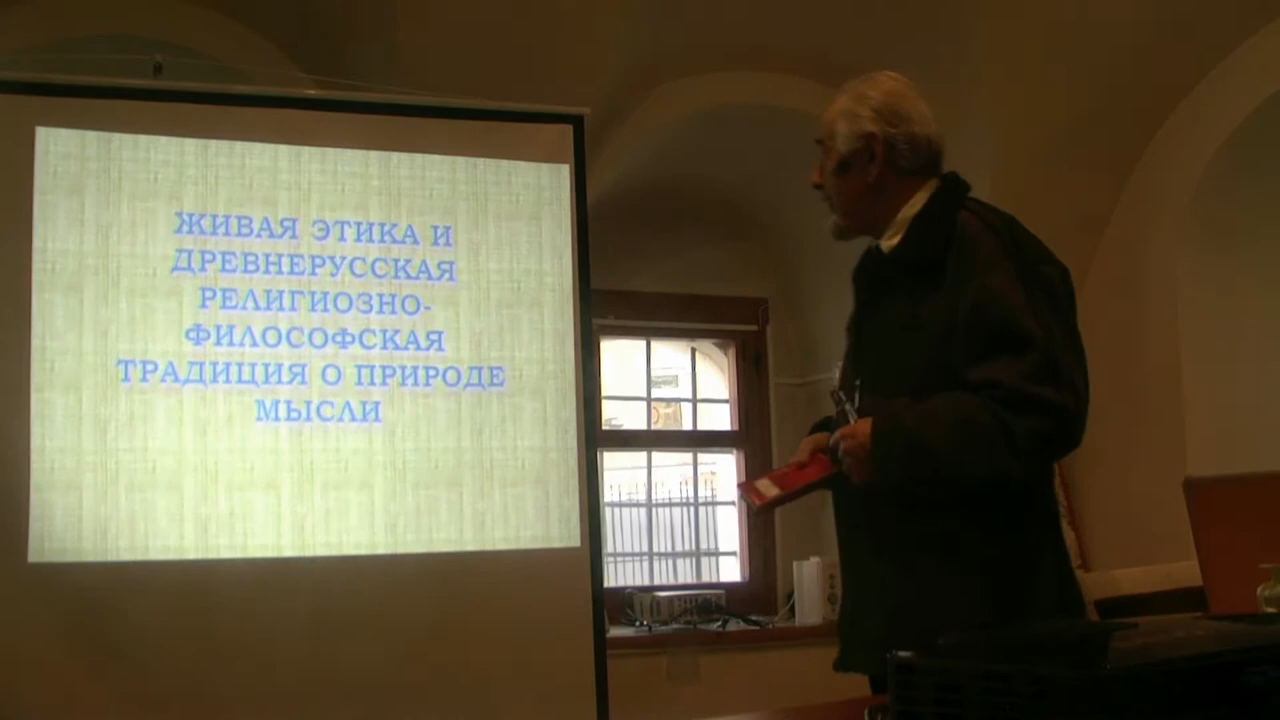 ЖИВАЯ ЭТИКА И
ДРЕВНЕРУССКАЯ
РЕЛИГИОЗНО-
ФИЛОСОФСКАЯ
ТРАДИЦИЯ О ПРИРОДЕ
МЫСЛИ